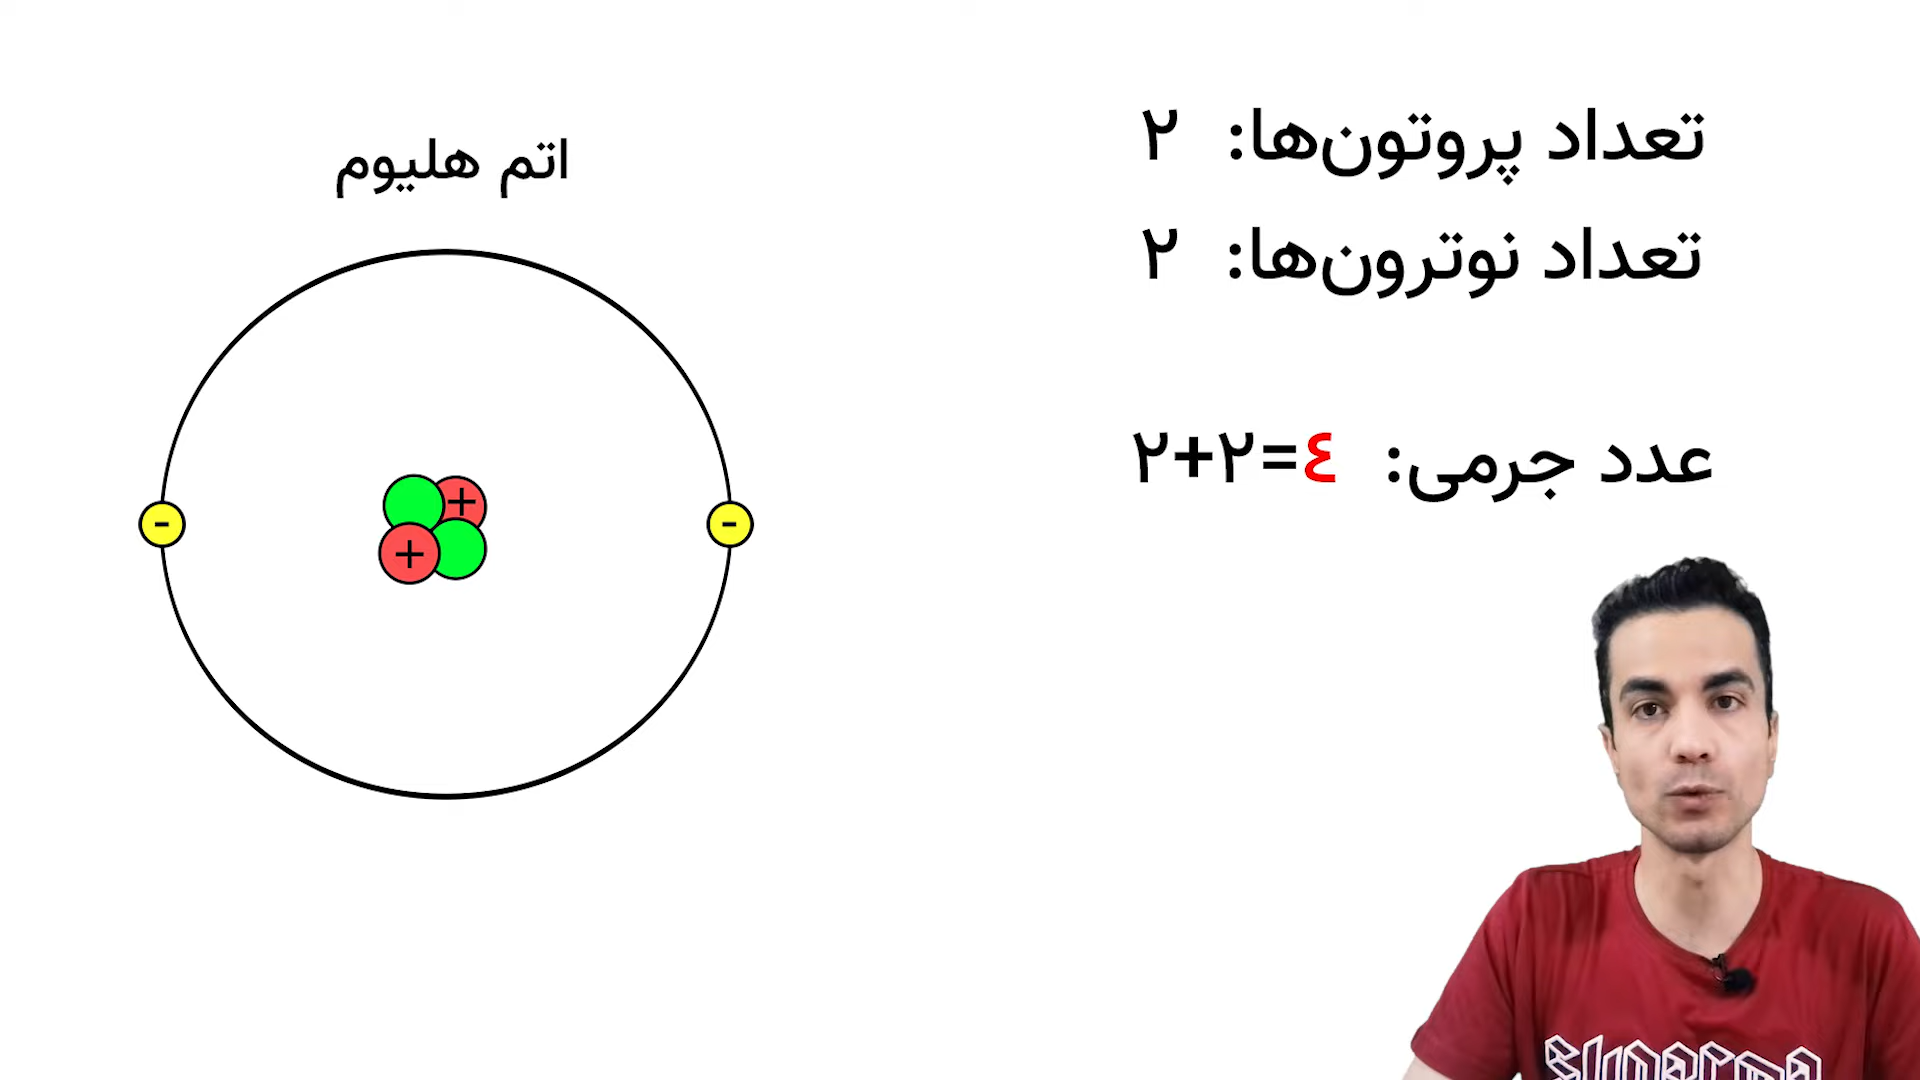 اتم هلیوم
تعداد پروتون‌ها: ۲
تعداد نوترون‌ها: ۲
عدد جرمی: ۲+۲=٤
+
+
-
-